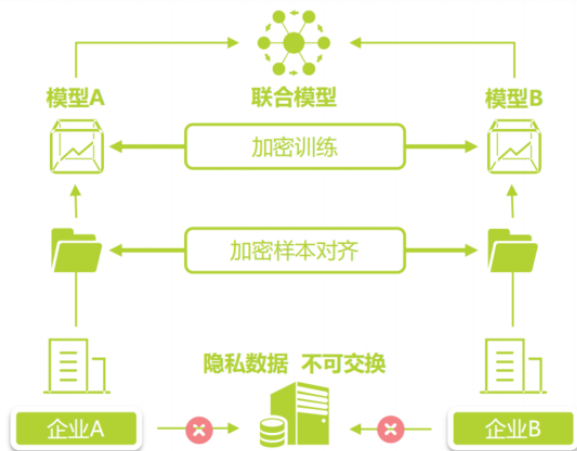 模型A
联合模型
模型B
加密训练
加密样本对齐
隐私数据 不可交换
企业A
企业B